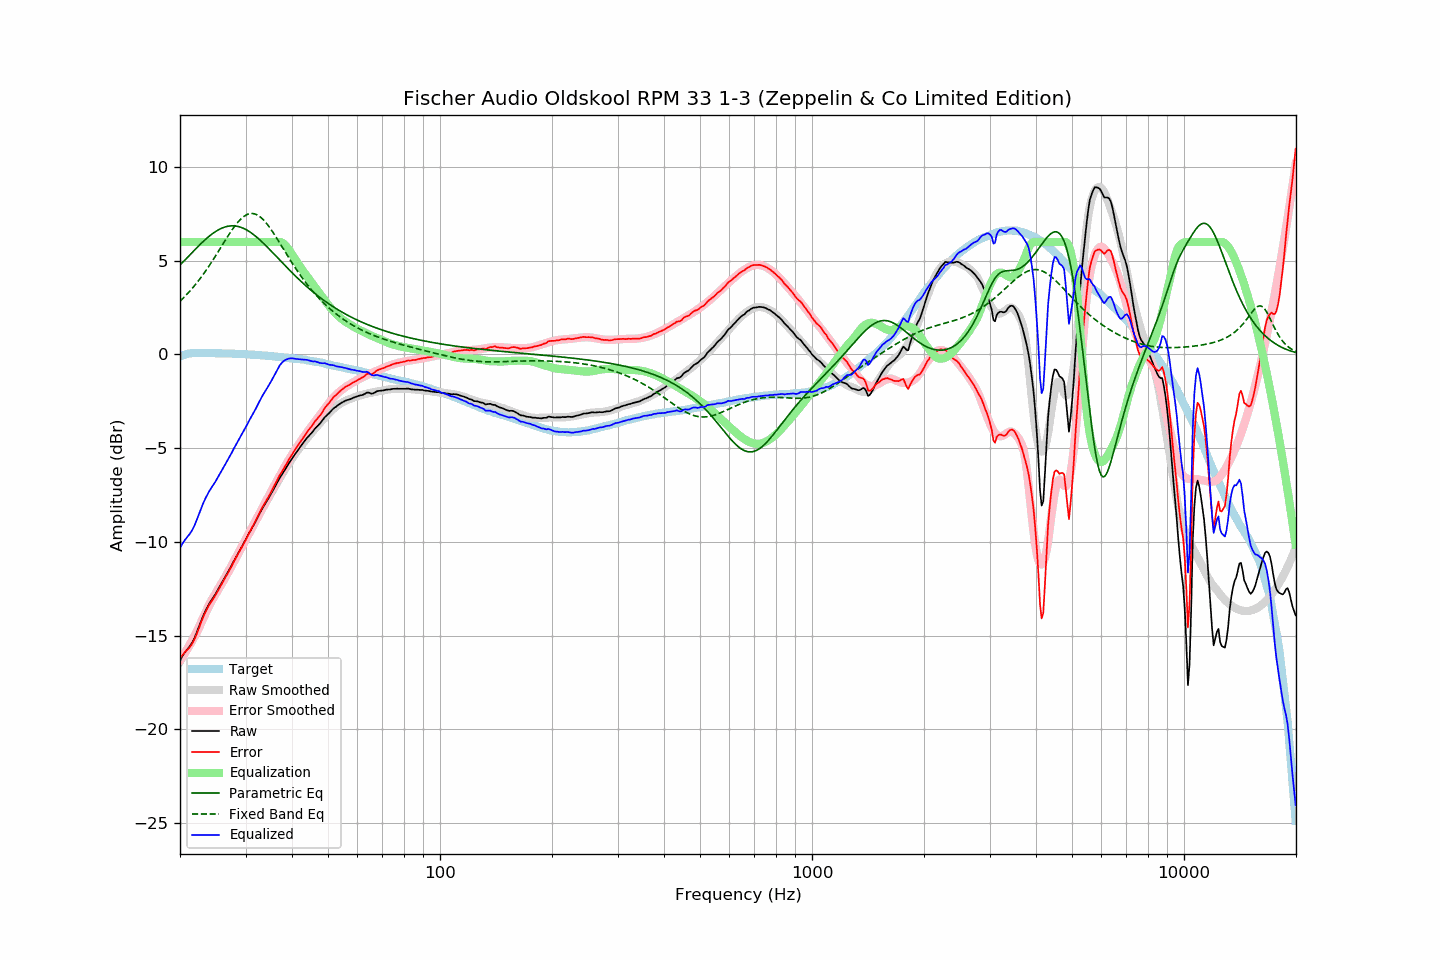 Fischer Audio Oldskool RPM 33 1-3 (Zeppelin & Co Limited Edition)
10
5
0
−5
−10
−15
−20
−25
Amplitude (dBr)
Target
Raw Smoothed
Error Smoothed
Raw
Error
Equalization
Parametric Eq
Fixed Band Eq
Equalized
100
1000
10000
Frequency (Hz)